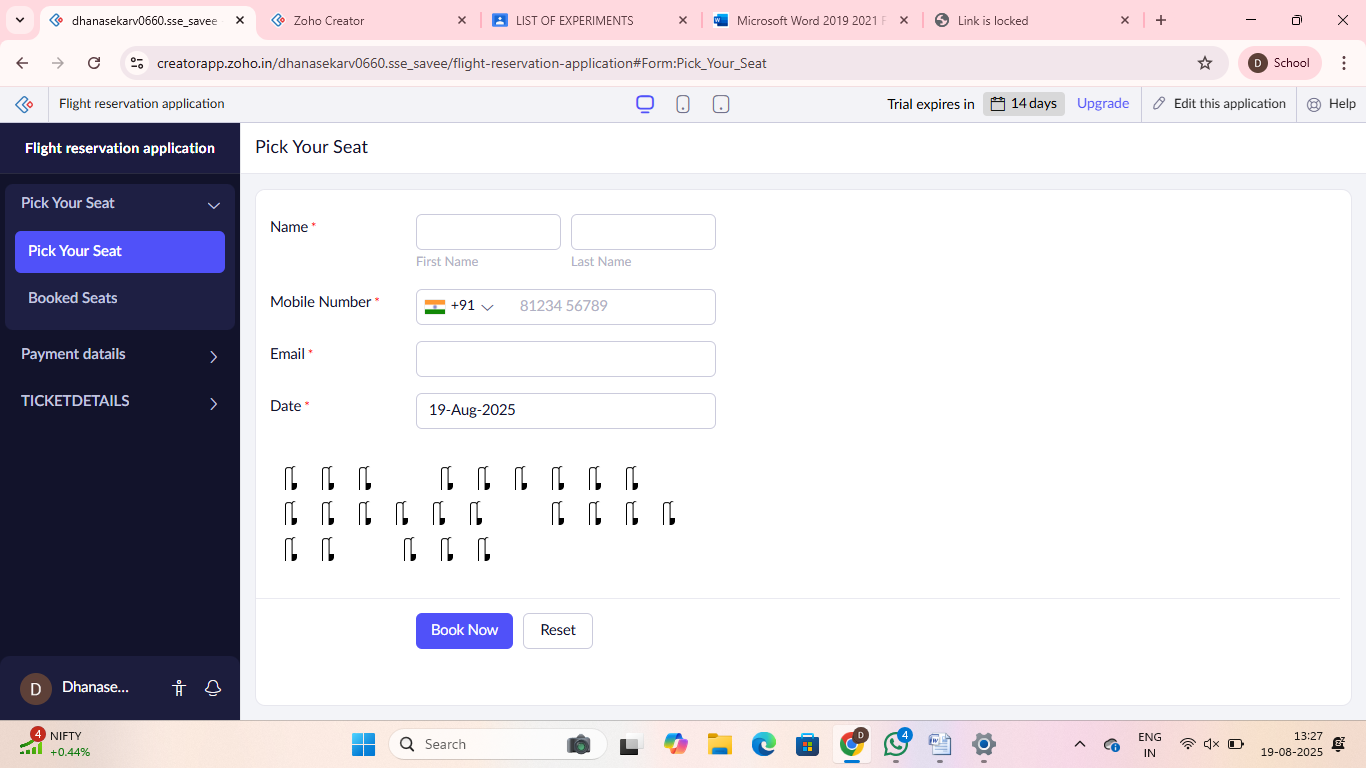 dhanasekarv0660.sse_savee
Zoho Creator
LIST OF EXPERIMENTS
Microsoft Word 2019 2021 F
Link is locked
creatorapp.zoho.in/dhanasekarv0660.sse_savee/flight-reservation-application#Form:Pick_Your_Seat
D School
Flight reservation application
Trial expires in 14 days Upgrade
Edit this application
Help
Flight reservation application
Pick Your Seat
Pick Your Seat
Booked Seats
Payment datails
TICKETDETAILS
D Dhanase...
Pick Your Seat
Name *
First Name Last Name
Mobile Number * +91 81234 56789
Email *
Date * 19-Aug-2025
Book Now Reset
4 NIFTY
+0.44%
Search
D
4
ENG
IN
13:27
19-08-2025